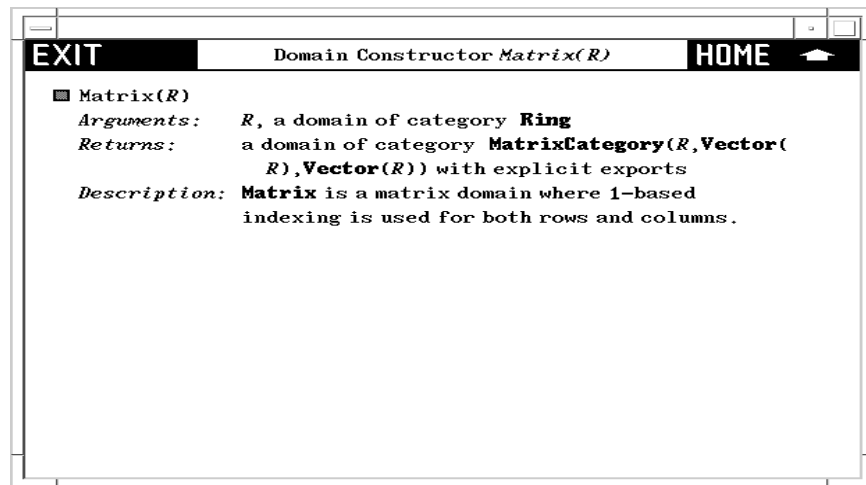 EXIT Domain Constructor Matrix(R) HOME
Matrix(R)
Arguments: R, a domain of category Ring
Returns: a domain of category MatrixCategory(R,Vector(
R),Vector(R)) with explicit exports
Description: Matrix is a matrix domain where 1-based
indexing is used for both rows and columns.